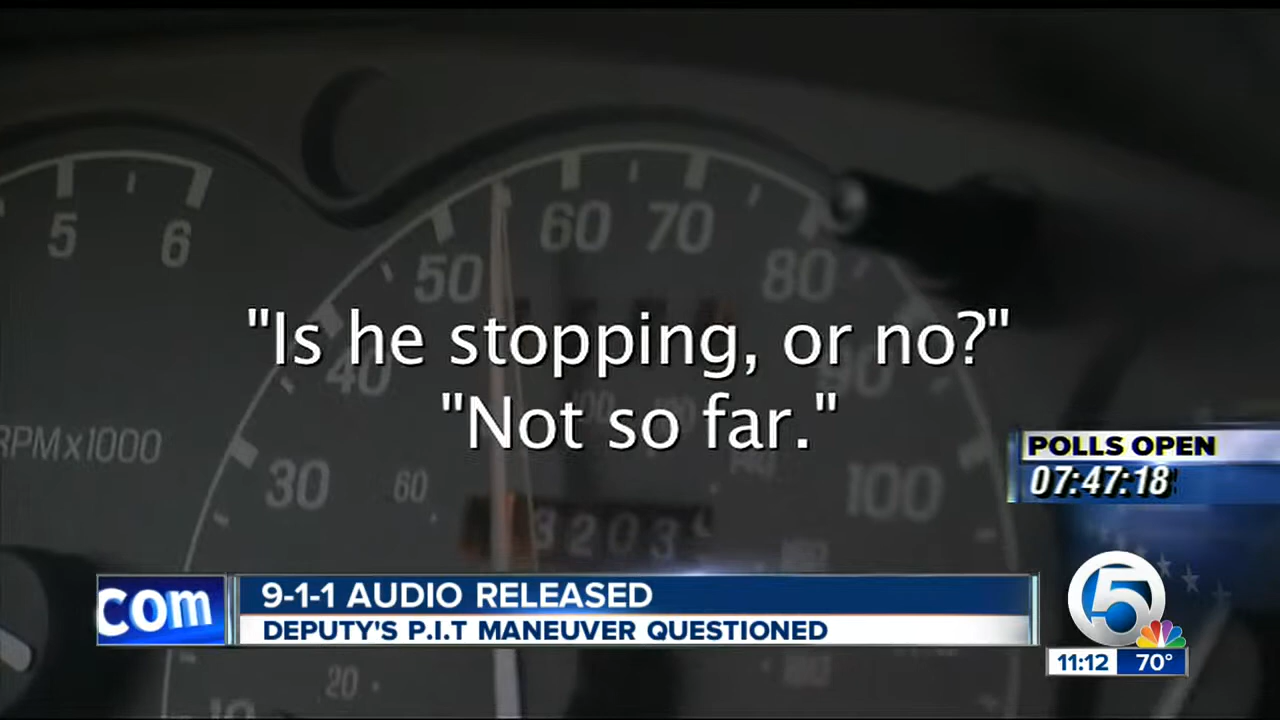 5
6
50
60
70
80
"Is he stopping, or no?"
40
90
"Not so far."
RPMx1000
30
60
100
POLLS OPEN
07:47:18
com
9-1-1 AUDIO RELEASED
DEPUTY'S P.I.T MANEUVER QUESTIONED
5
11:12 70°
20